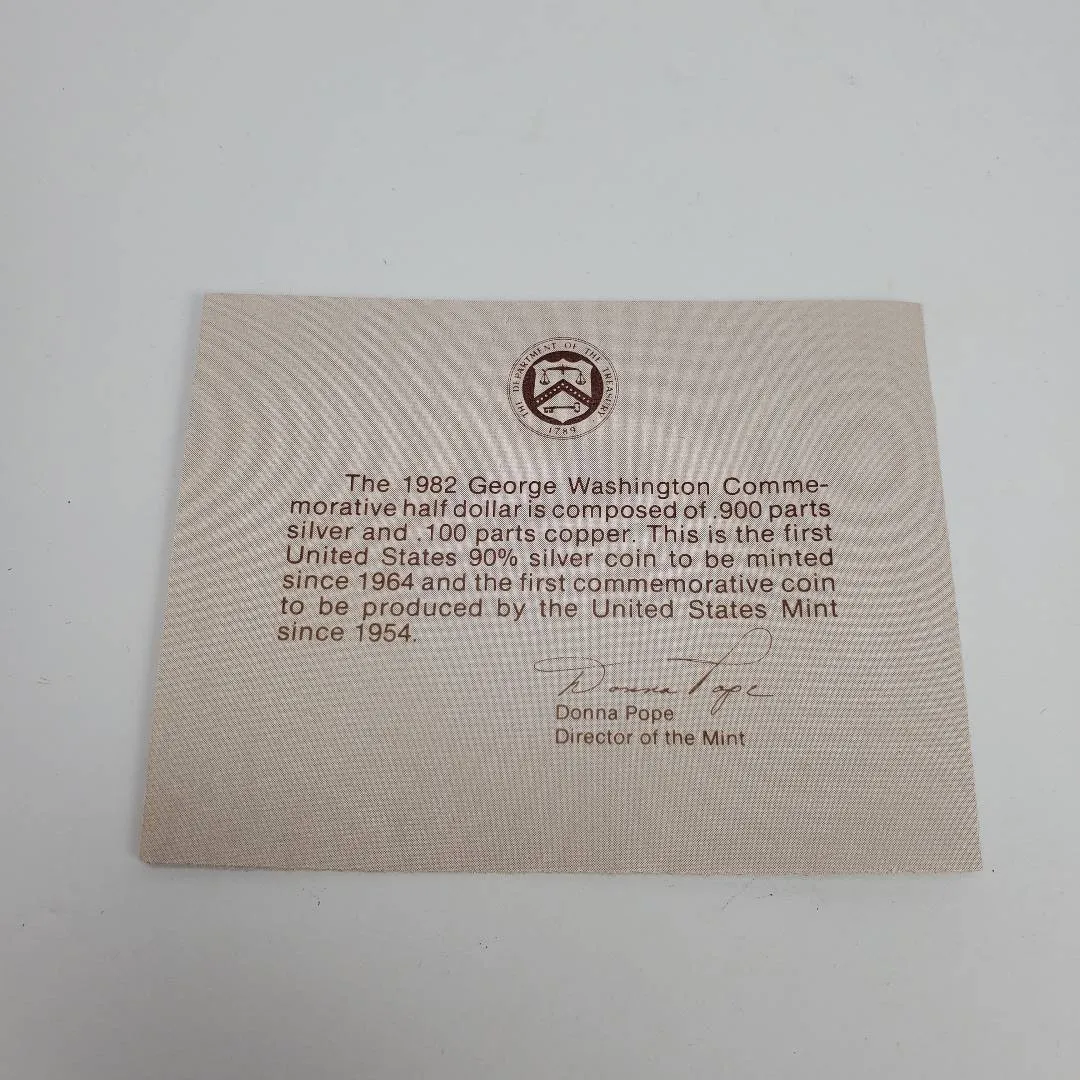 THE DEPARTMENT OF THE TREASURY
1789
The 1982 George Washington Comme-
morative half dollar is composed of .900 parts
silver and .100 parts copper. This is the first
United States 90% silver coin to be minted
since 1964 and the first commemorative coin
to be produced by the United States Mint
since 1954.
Donna Pope
Donna Pope
Director of the Mint